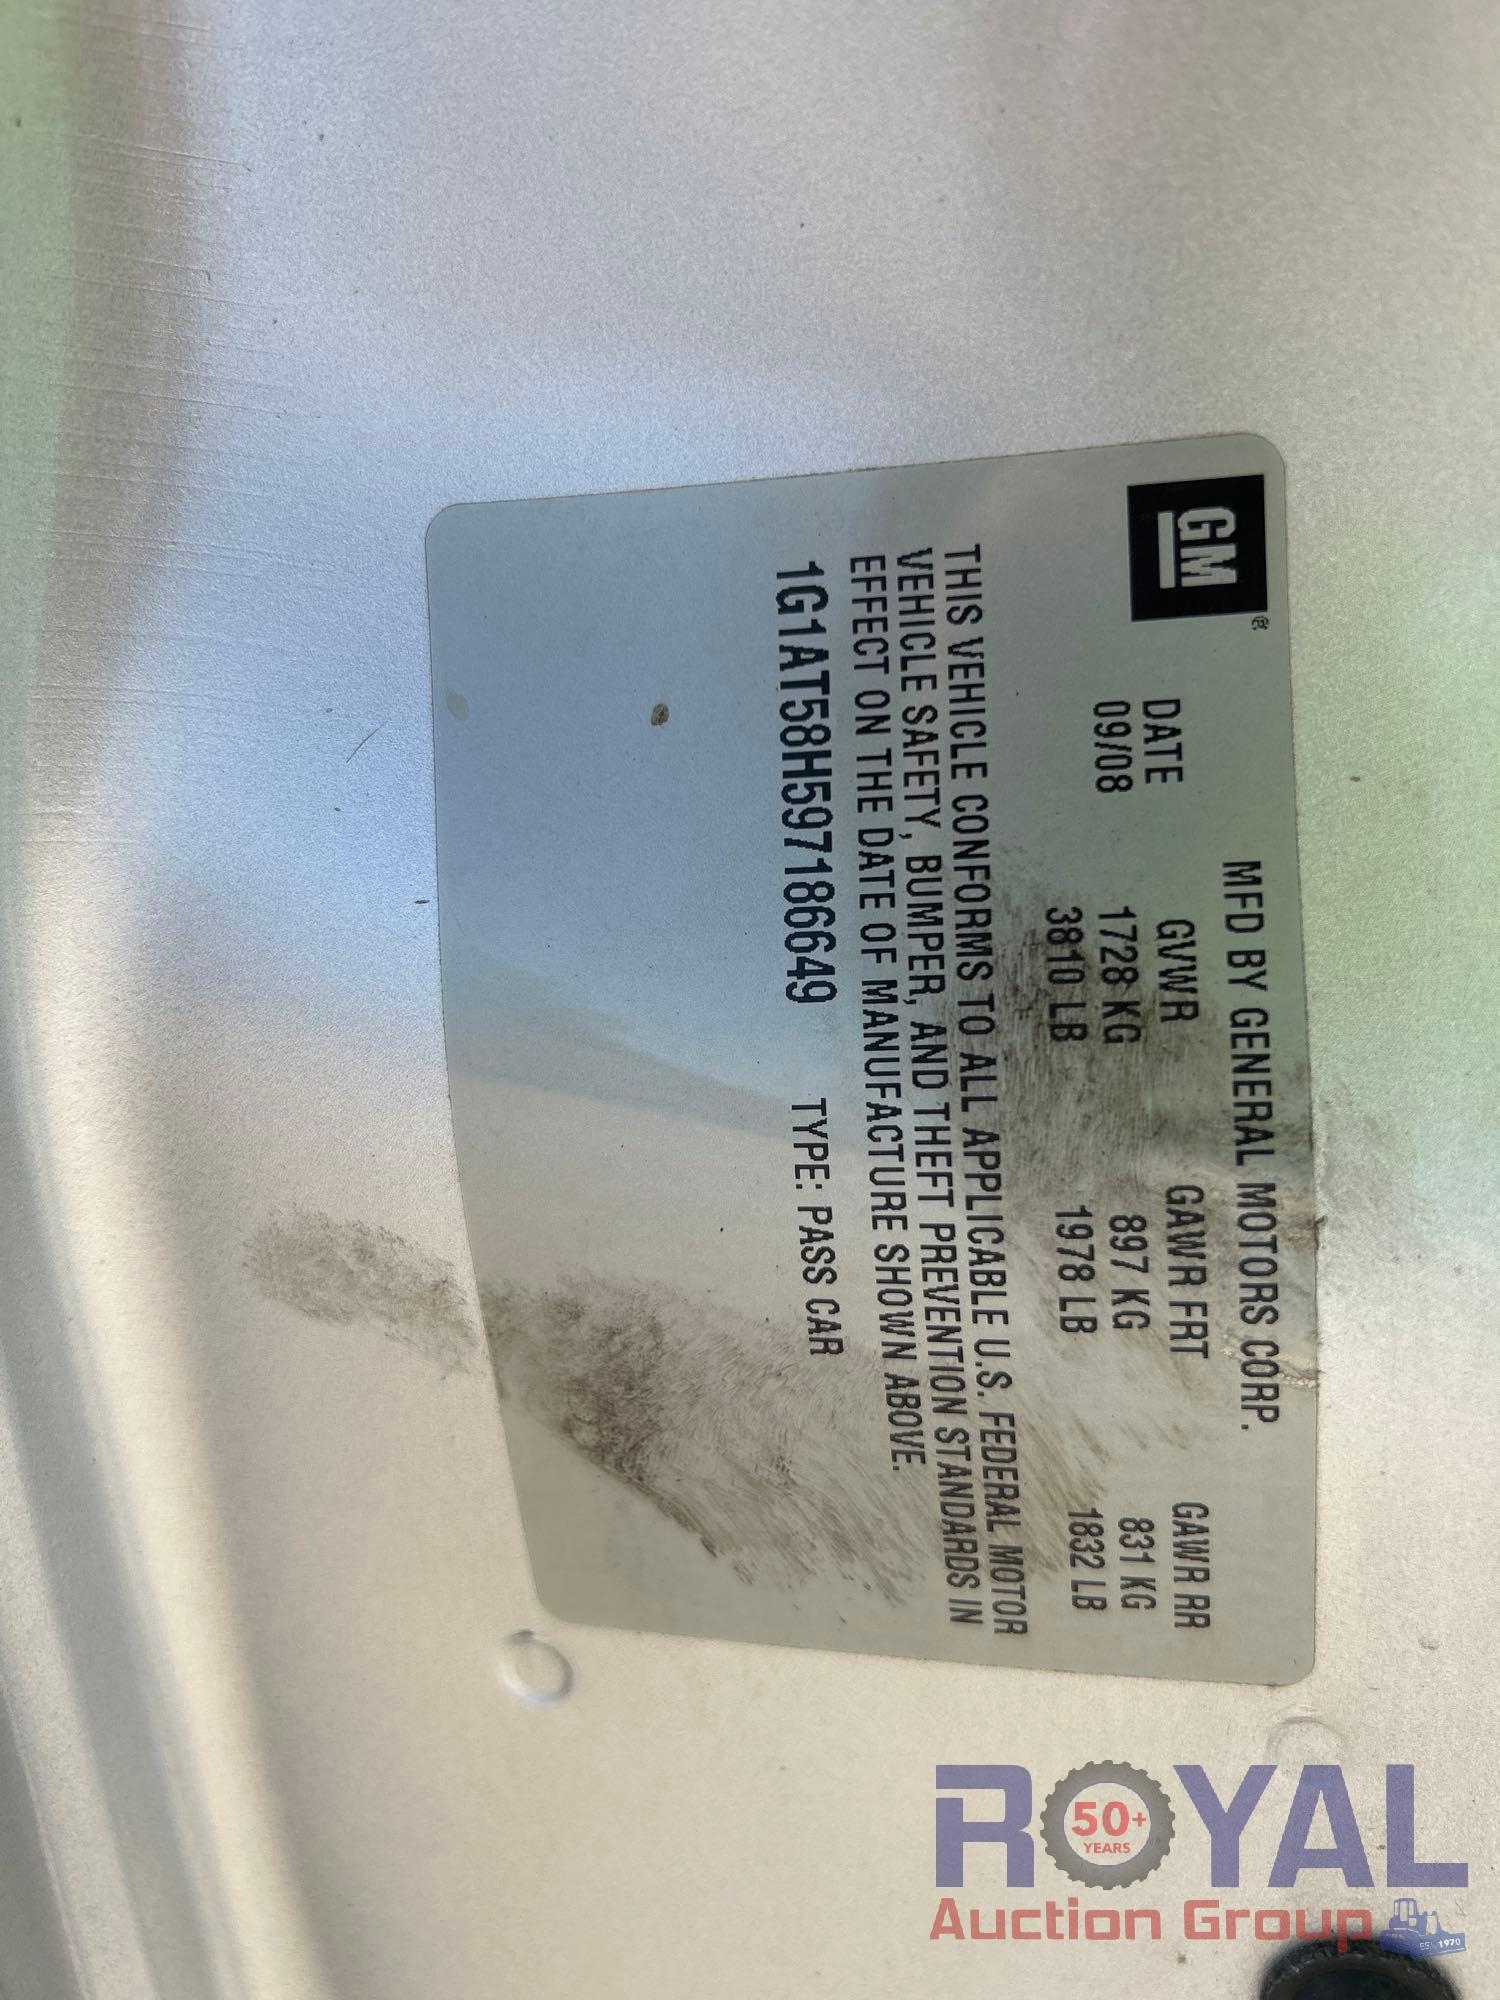 GM ®
MFD BY GENERAL MOTORS CORP.
DATE GVWR GAWR FRT GAWR RR
09/08 1728 KG 897 KG 831 KG
3810 LB 1978 LB 1832 LB
THIS VEHICLE CONFORMS TO ALL APPLICABLE U.S. FEDERAL MOTOR
VEHICLE SAFETY, BUMPER, AND THEFT PREVENTION STANDARDS IN
EFFECT ON THE DATE OF MANUFACTURE SHOWN ABOVE.
1G1AT58H597186649 TYPE: PASS CAR
ROYAL
50+
YEARS
Auction Group
EST. 1970